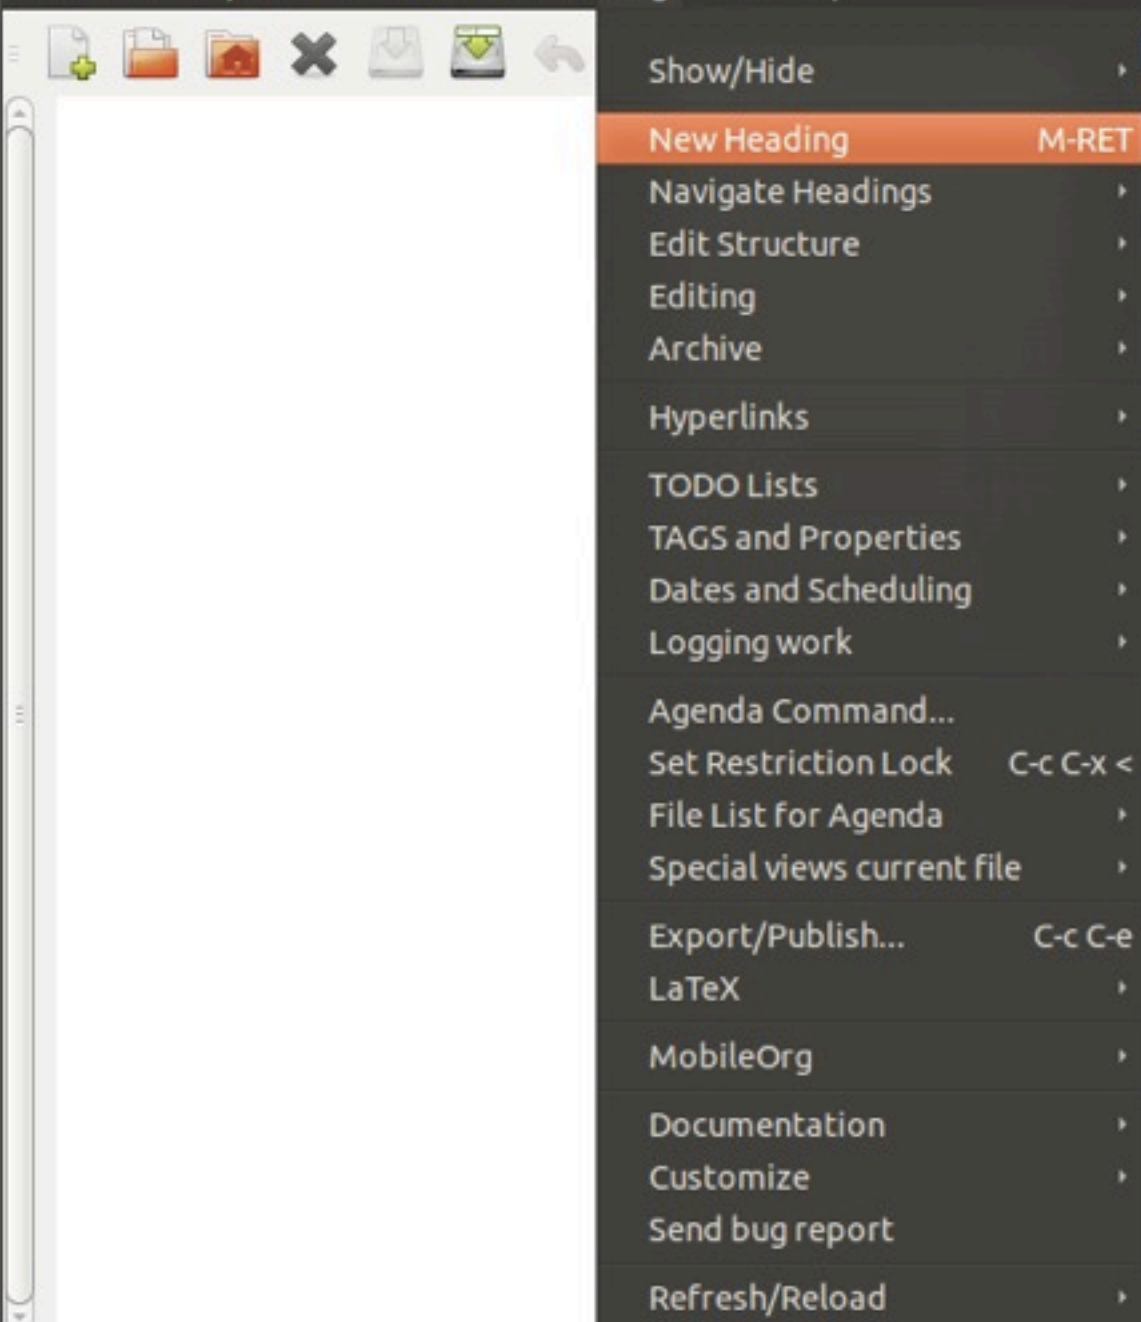 Show/Hide
New Heading M-RET
Navigate Headings
Edit Structure
Editing
Archive
Hyperlinks
TODO Lists
TAGS and Properties
Dates and Scheduling
Logging work
Agenda Command...
Set Restriction Lock C-c C-x <
File List for Agenda
Special views current file
Export/Publish... C-c C-e
LaTeX
MobileOrg
Documentation
Customize
Send bug report
Refresh/Reload